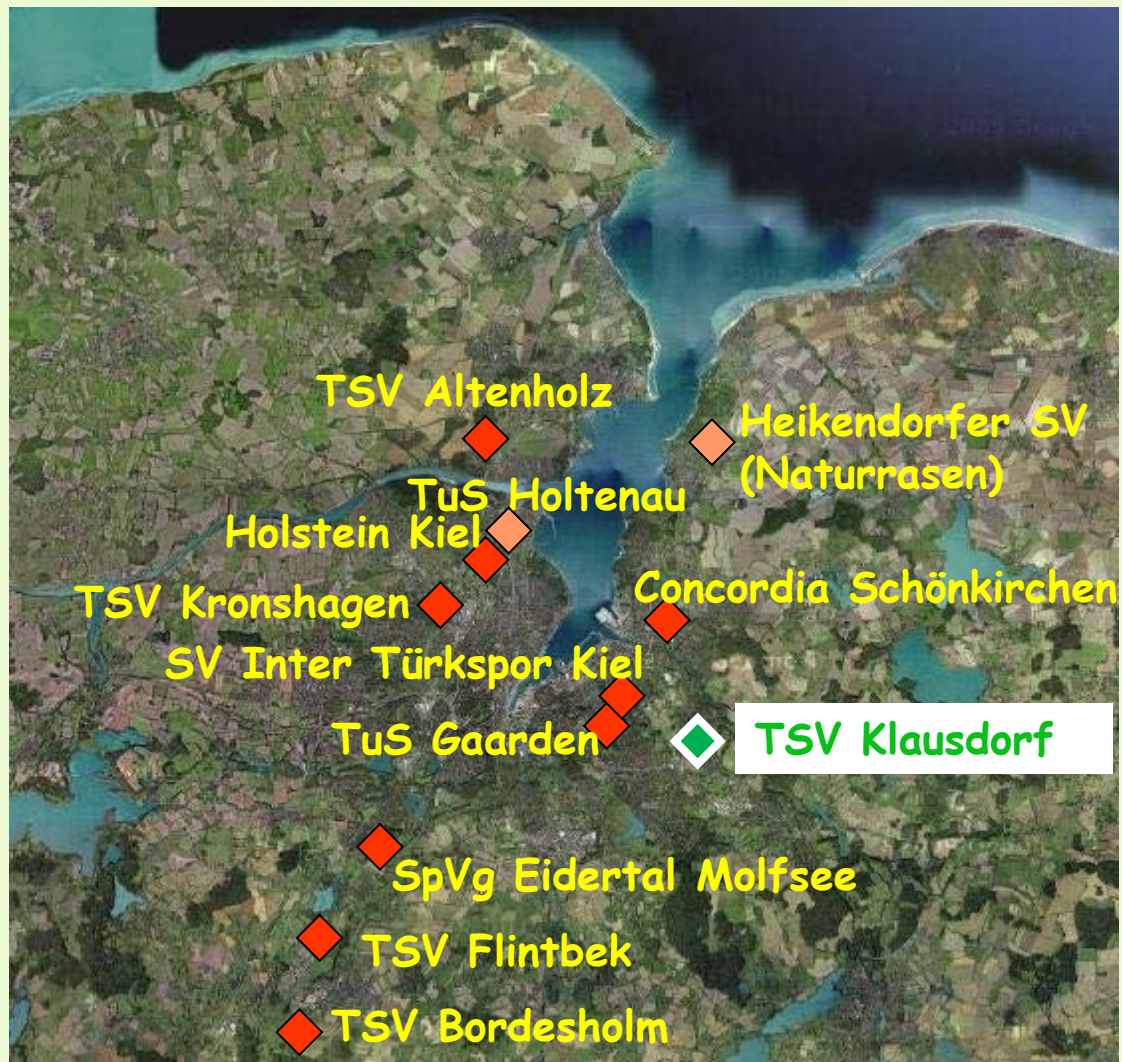 TSV Altenholz
Heikendorfer SV
(Naturrasen)
TuS Holtenau
Holstein Kiel
Concordia Schönkirchen
TSV Kronshagen
SV Inter Türkspor Kiel
TuS Gaarden
TSV Klausdorf
SpVg Eidertal Molfsee
TSV Flintbek
TSV Bordesholm